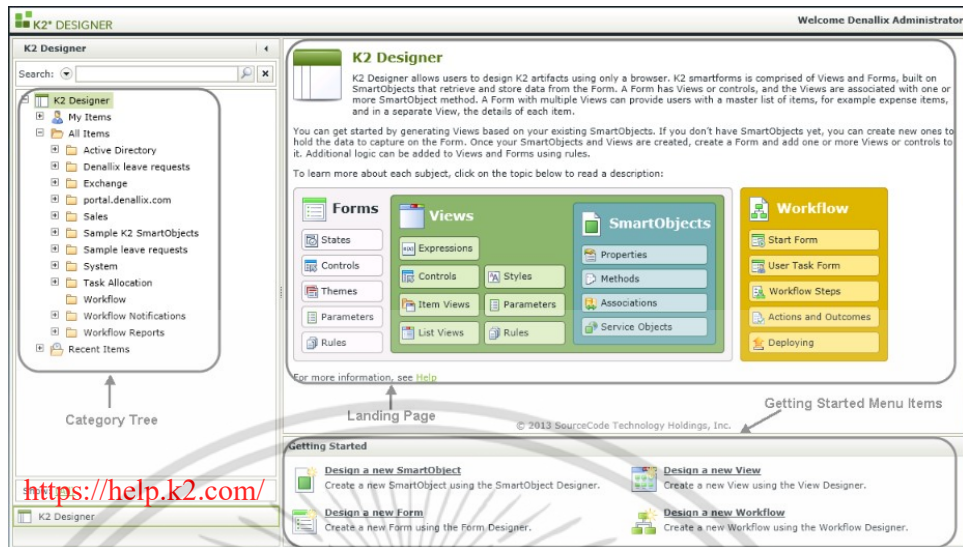 K2* DESIGNER
Welcome Denallix Administrator
K2 Designer
Search:
K2 Designer
My Items
All Items
Active Directory
Denallix leave requests
Exchange
portal.denallix.com
Sales
Sample K2 SmartObjects
Sample leave requests
System
Task Allocation
Workflow
Workflow Notifications
Workflow Reports
Recent Items
Category Tree
https://help.k2.com/
K2 Designer
K2 Designer
K2 Designer allows users to design K2 artifacts using only a browser. K2 smartforms is comprised of Views and Forms, built on
SmartObjects that retrieve and store data from the Form. A Form has Views or controls, and the Views are associated with one or
more SmartObject method. A Form with multiple Views can provide users with a master list of items, for example expense items,
and in a separate View, the details of each item.
You can get started by generating Views based on your existing SmartObjects. If you don't have SmartObjects yet, you can create new ones to
hold the data to capture on the Form. Once your SmartObjects and Views are created, create a Form and add one or more Views or controls to
it. Additional logic can be added to Views and Forms using rules.
To learn more about each subject, click on the topic below to read a description:
Forms
States
Controls
Themes
Parameters
Rules
Views
Expressions
Controls
Styles
Item Views
Parameters
List Views
Rules
SmartObjects
Properties
Methods
Associations
Service Objects
Workflow
Start Form
User Task Form
Workflow Steps
Actions and Outcomes
Deploying
For more information, see Help
Landing Page
© 2013 SourceCode Technology Holdings, Inc.
Getting Started Menu Items
Getting Started
Design a new SmartObject
Create a new SmartObject using the SmartObject Designer.
Design a new View
Create a new View using the View Designer.
Design a new Form
Create a new Form using the Form Designer.
Design a new Workflow
Create a new Workflow using the Workflow Designer.